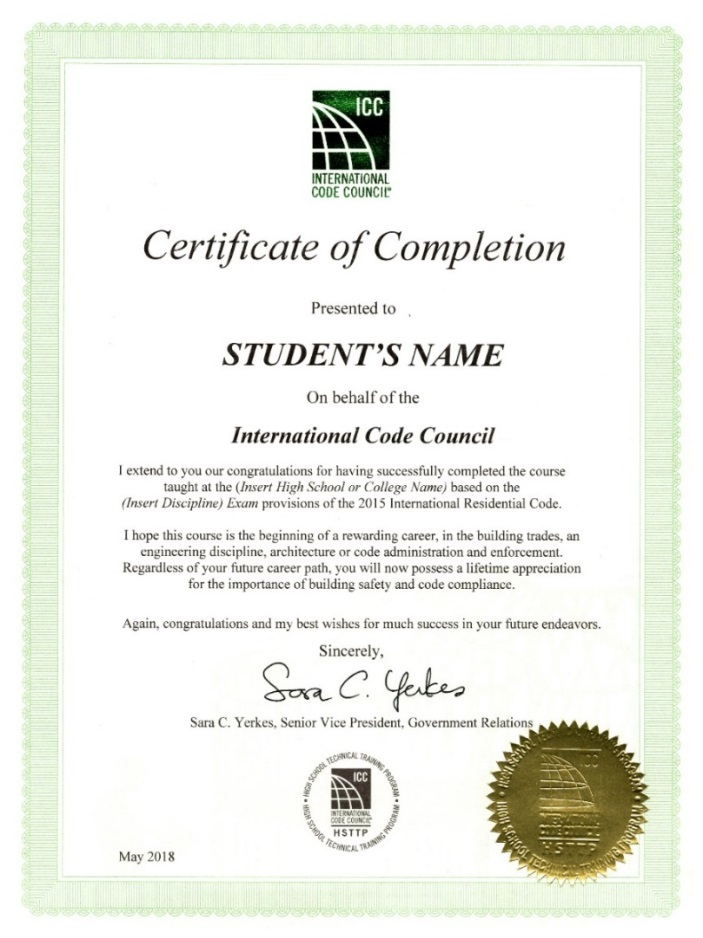 ICC
INTERNATIONAL
CODE COUNCIL®
Certificate of Completion
Presented to
STUDENT'S NAME
On behalf of the
International Code Council
I extend to you our congratulations for having successfully completed the course
taught at the (Insert High School or College Name) based on the
(Insert Discipline) Exam provisions of the 2015 International Residential Code.
I hope this course is the beginning of a rewarding career, in the building trades, an
engineering discipline, architecture or code administration and enforcement.
Regardless of your future career path, you will now possess a lifetime appreciation
for the importance of building safety and code compliance.
Again, congratulations and my best wishes for much success in your future endeavors.
Sincerely,
Sara C. Yerkes
Sara C. Yerkes, Senior Vice President, Government Relations
• HIGH SCHOOL TECHNICAL TRAINING PROGRAM •
ICC
INTERNATIONAL
CODE COUNCIL®
HSTTP
HIGH SCHOOL TECHNICAL TRAINING PROGRAM
• HIGH SCHOOL TECHNICAL TRAINING PROGRAM •
ICC
INTERNATIONAL
CODE COUNCIL
HSTTP
HIGH SCHOOL TECHNICAL TRAINING PROGRAM
May 2018